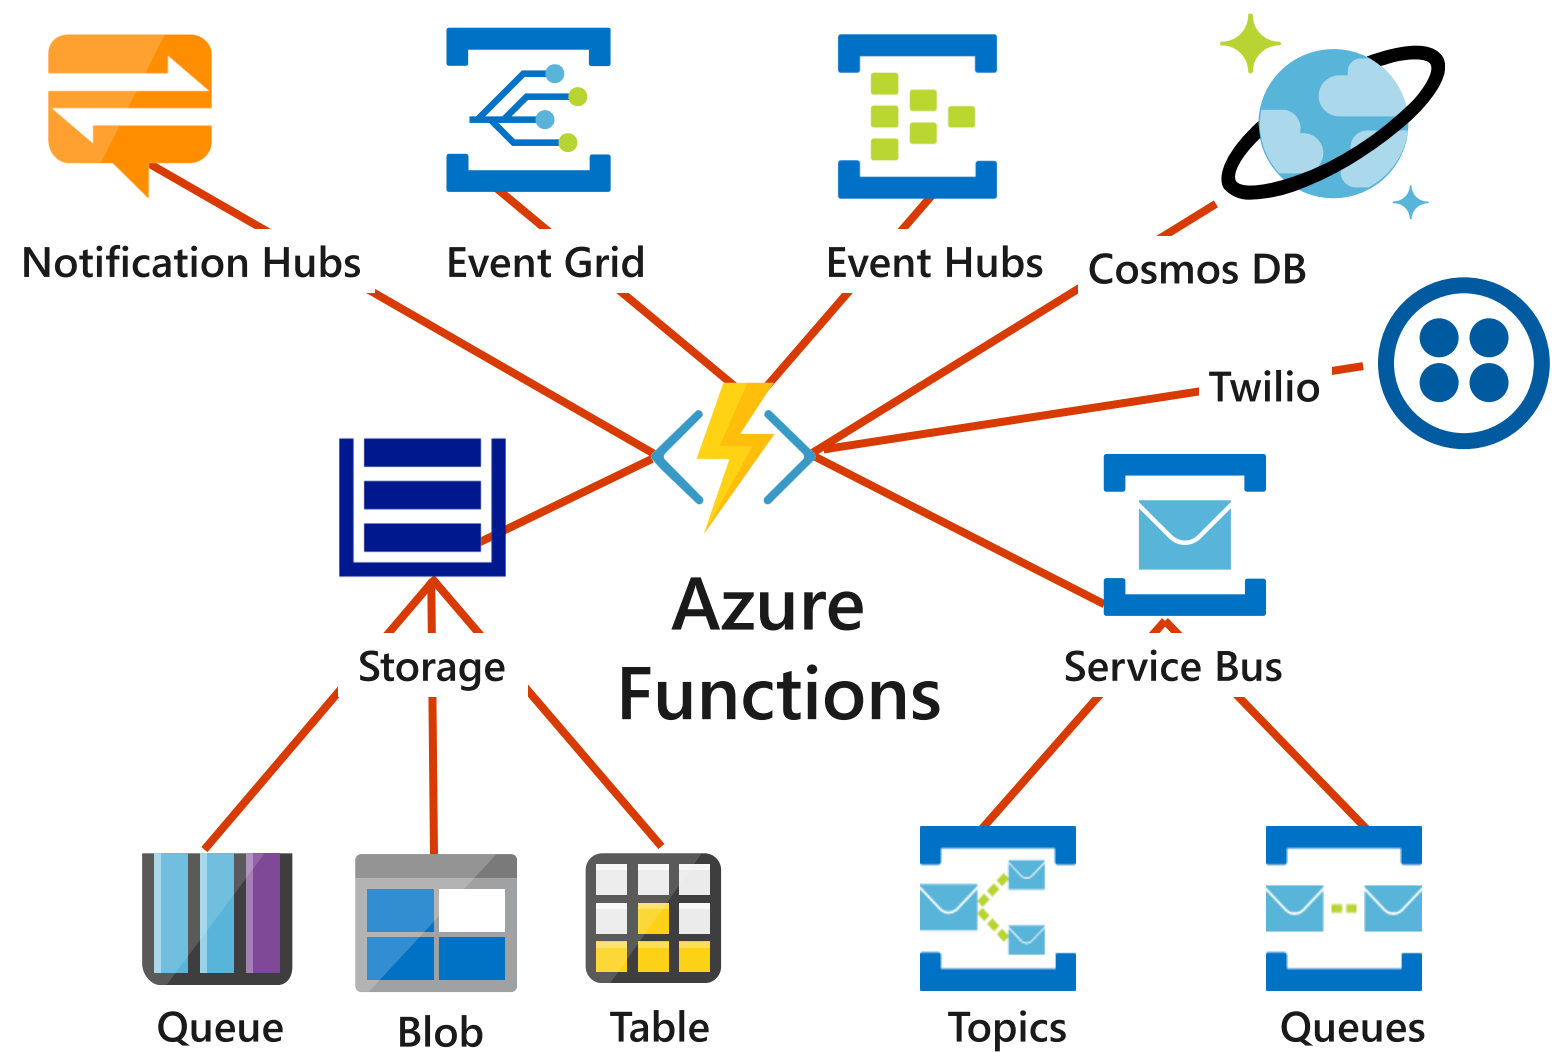 Notification Hubs
Event Grid
Event Hubs
Cosmos DB
Twilio
Azure
Functions
Storage
Service Bus
Queue
Blob
Table
Topics
Queues